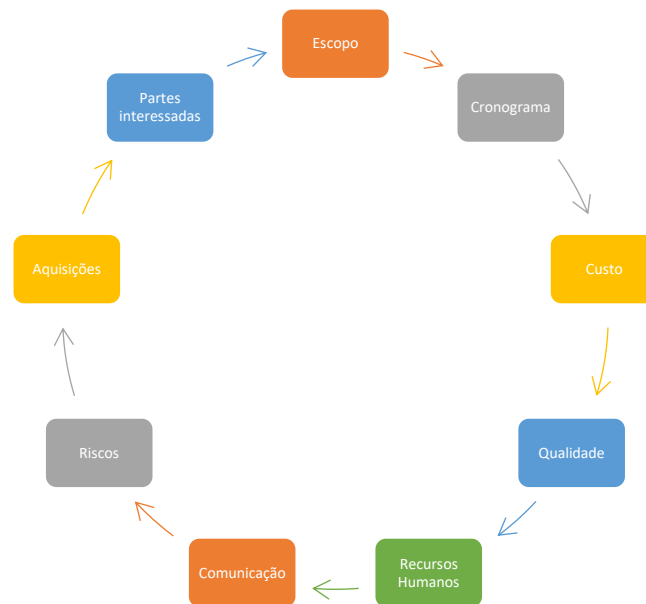 Escopo
Cronograma
Custo
Qualidade
Recursos
Humanos
Comunicação
Riscos
Aquisições
Partes
interessadas